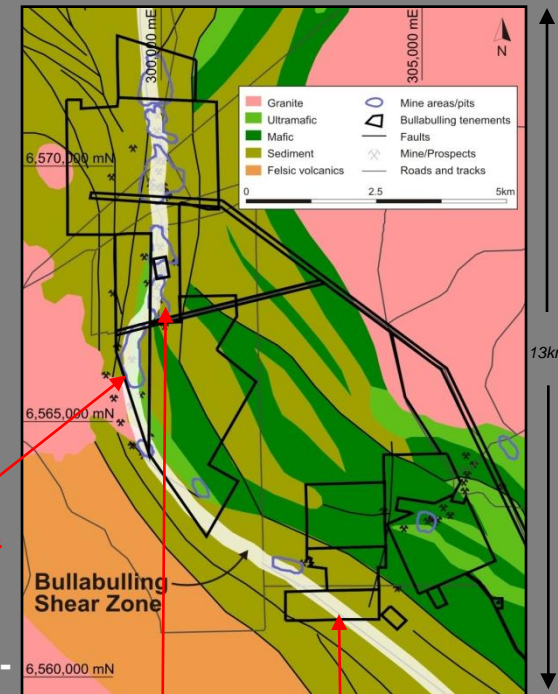 300,000 mE
305,000 mE
N
Granite
Ultramafic
Mafic
Sediment
Felsic volcanics
Mine areas/pits
Bullabulling tenements
Faults
Mine/Prospects
Roads and tracks
0 2.5 5km
6,570,000 mN
13km
6,565,000 mN
Bullabulling
Shear Zone
6,560,000 mN
-